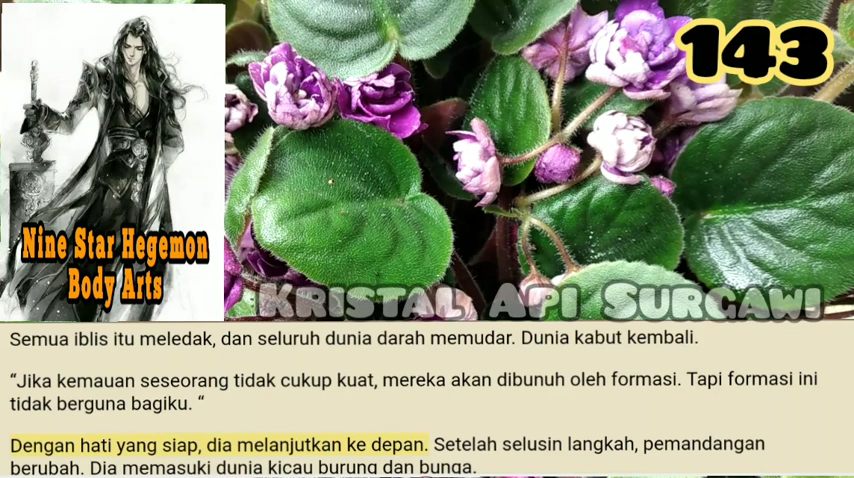 143
Nine Star Hegemon
Body Arts
Kristal Api Surgawi
Semua iblis itu meledak, dan seluruh dunia darah memudar. Dunia kabut kembali.
“Jika kemauan seseorang tidak cukup kuat, mereka akan dibunuh oleh formasi. Tapi formasi ini
tidak berguna bagiku. “
Dengan hati yang siap, dia melanjutkan ke depan. Setelah selusin langkah, pemandangan
berubah. Dia memasuki dunia kicau burung dan bunga.